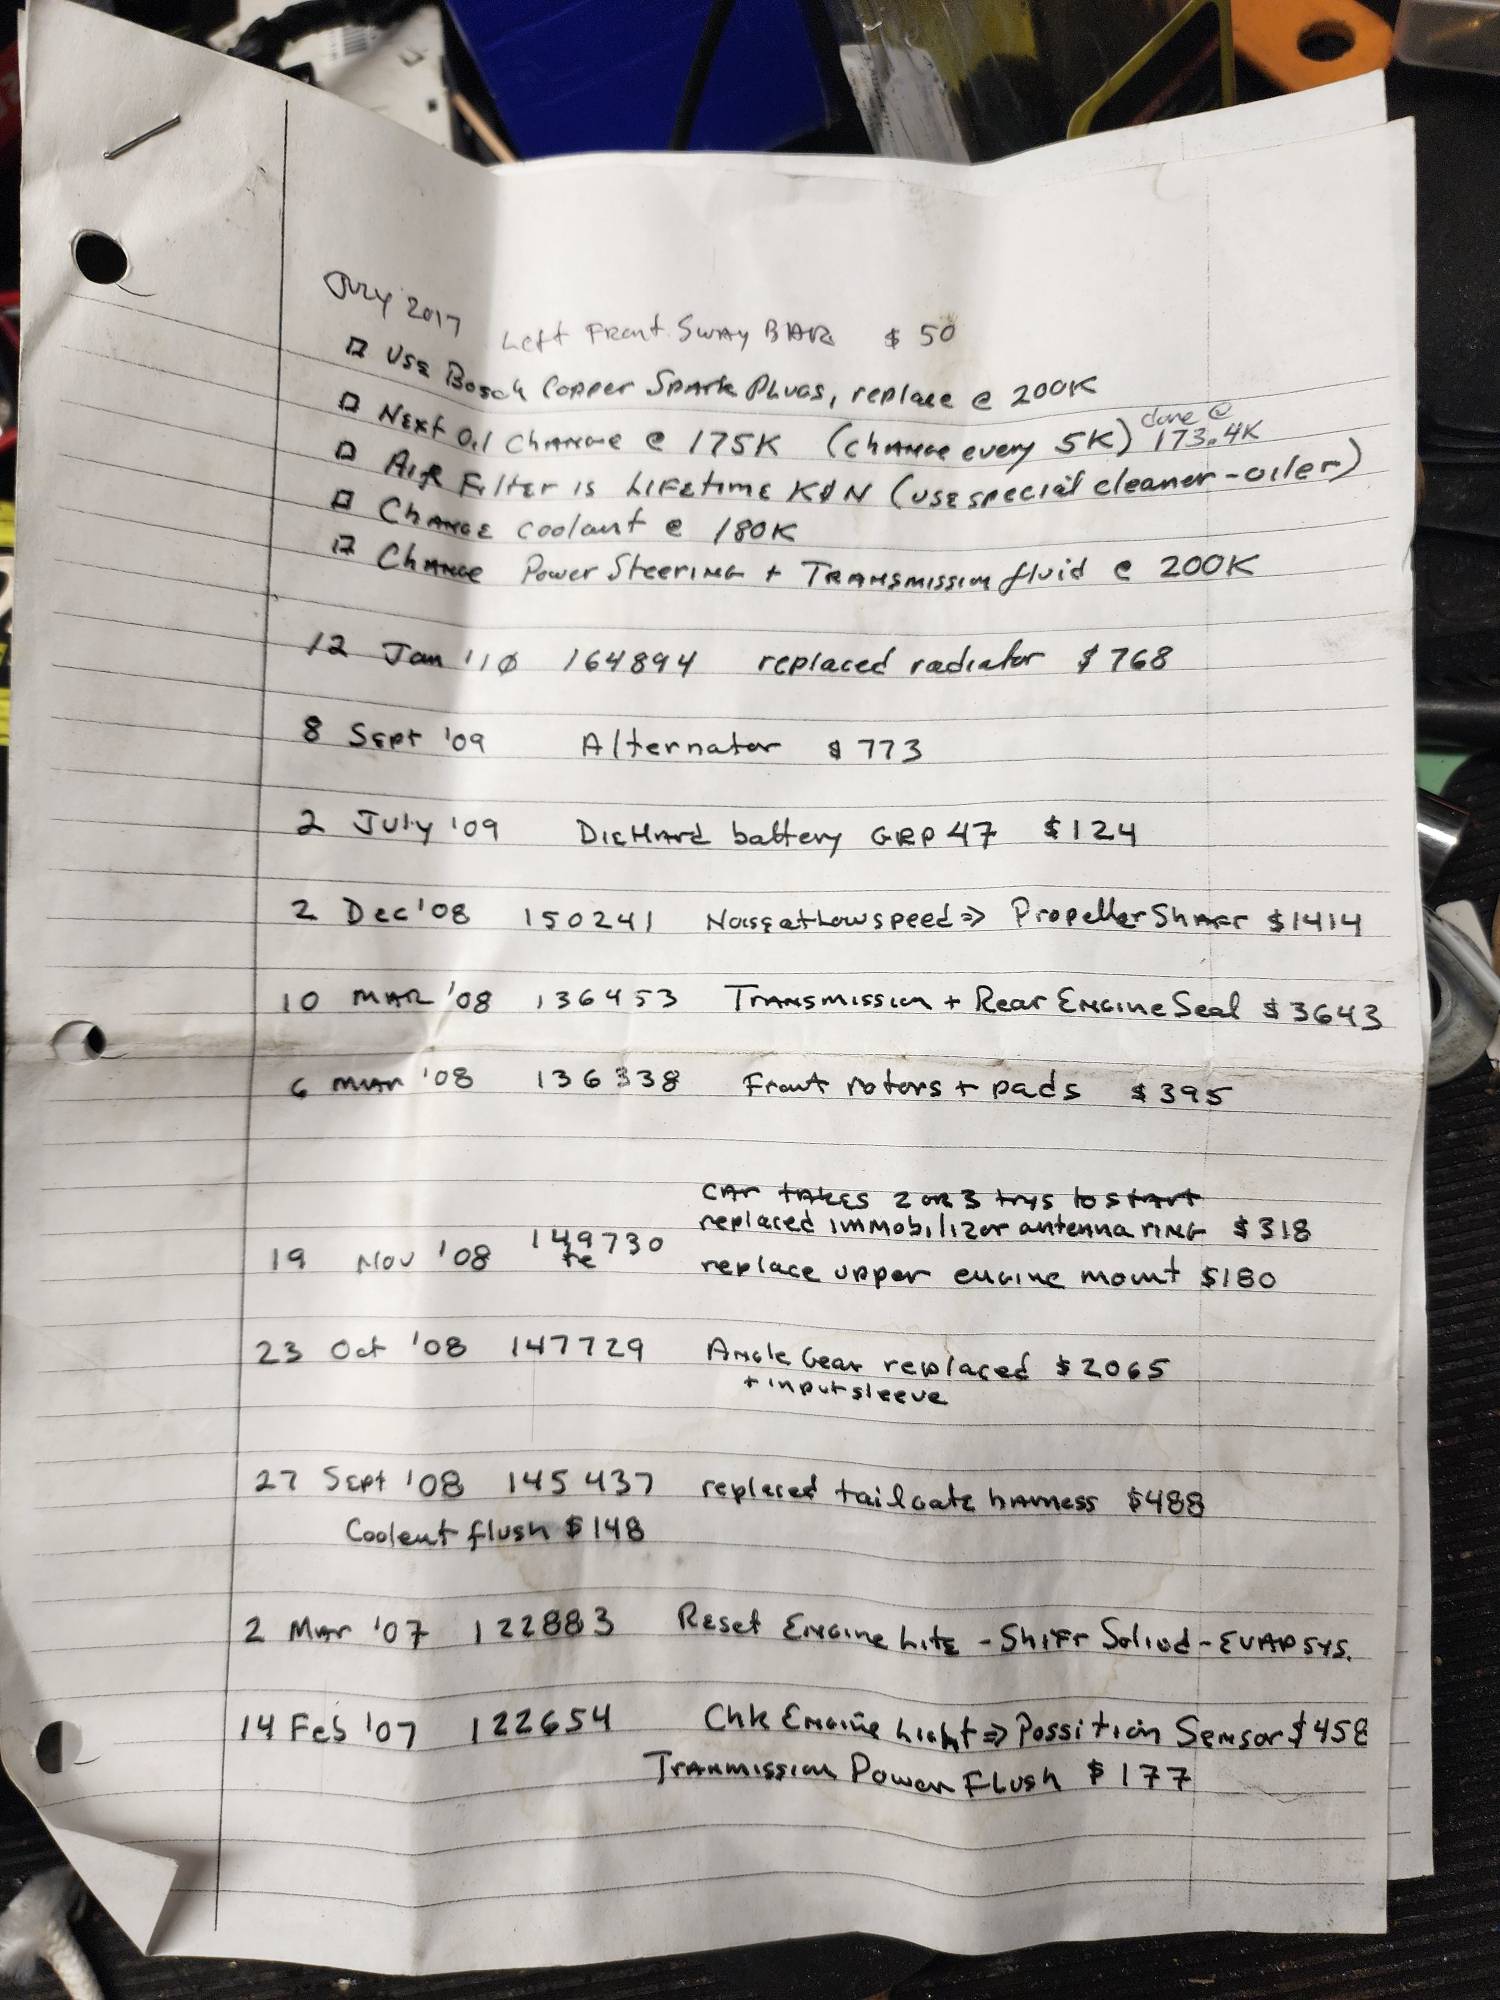 July 2017 Left Front Sway BAR $50
□ Use Bosch Copper Spark Plugs, replace @ 200K
□ Next Oil Change @ 175K (change every 5K) done @ 173.4K
□ Air Filter is Lifetime K&N (use special cleaner-oiler)
□ Change coolant @ 180K
□ Change Power Steering + Transmission fluid @ 200K
12 Jan '10 164894 replaced radiator $768
8 Sept '09 Alternator $773
2 July '09 DieHard battery GRP 47 $124
2 Dec '08 150241 Noise at low speed => Propeller Shaft $1414
10 MAR '08 136453 Transmission + Rear Engine Seal $3643
6 MAR '08 136338 Front rotors + pads $395
CAR TAKES 2 OR 3 trys to start
replaced immobilizor antenna ring $318
19 Nov '08 149730 replace upper engine mount $180
re
23 Oct '08 147729 Angle Gear replaced $2065
+ input sleeve
27 Sept '08 145437 replaced tailgate harness $488
Coolent flush $148
2 Mar '07 122883 Reset Engine Lite - Shift Soliod - EVAP SYS.
14 Feb '07 122654 Chk Engine Light => Possition Sensor $458
Tranmission Power Flush $177